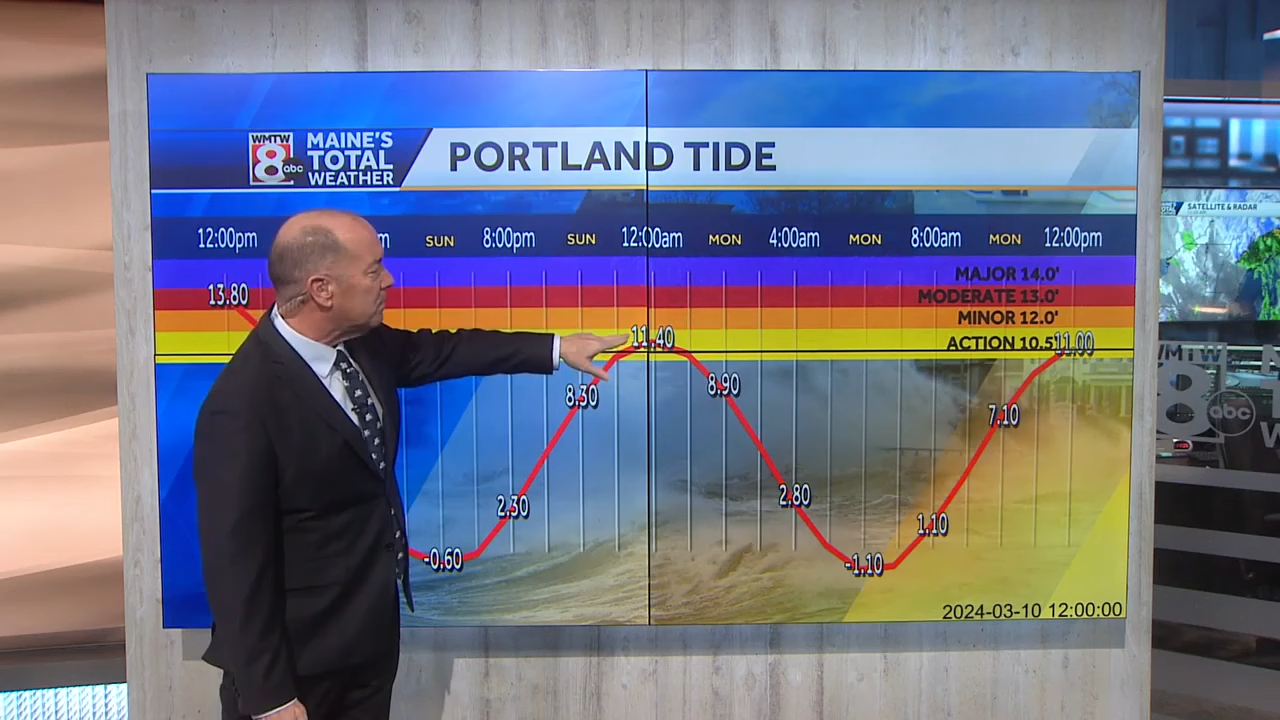 WMTW
8
abc
MAINE'S
TOTAL
WEATHER
PORTLAND TIDE
12:00pm
m SUN 8:00pm SUN 12:00am MON 4:00am MON 8:00am MON 12:00pm
MAJOR 14.0'
13.80
MODERATE 13.0'
MINOR 12.0'
11.40
ACTION 10.5'
11.00
8.30
8.90
7.10
2.30
2.80
1.10
-0.60
-1.10
2024-03-10 12:00:00
SATELLITE & RADAR
WMTW
8
abc